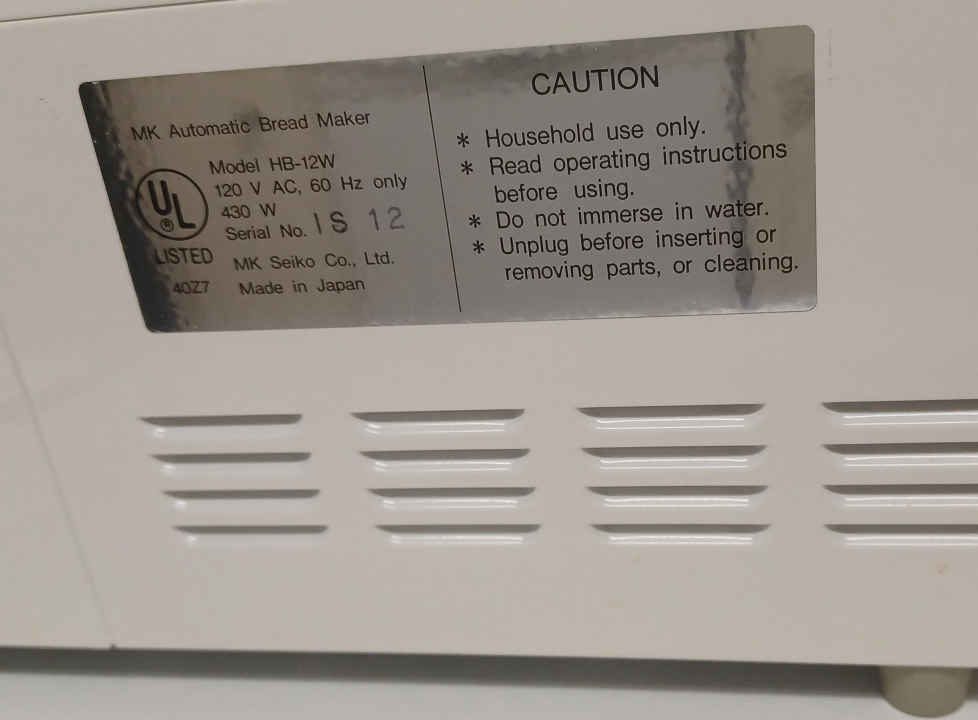 MK Automatic Bread Maker
Model HB-12W
120 V AC, 60 Hz only
430 W
Serial No. IS 12
UL
®
LISTED
40Z7
MK Seiko Co., Ltd.
Made in Japan
CAUTION
* Household use only.
* Read operating instructions
before using.
* Do not immerse in water.
* Unplug before inserting or
removing parts, or cleaning.